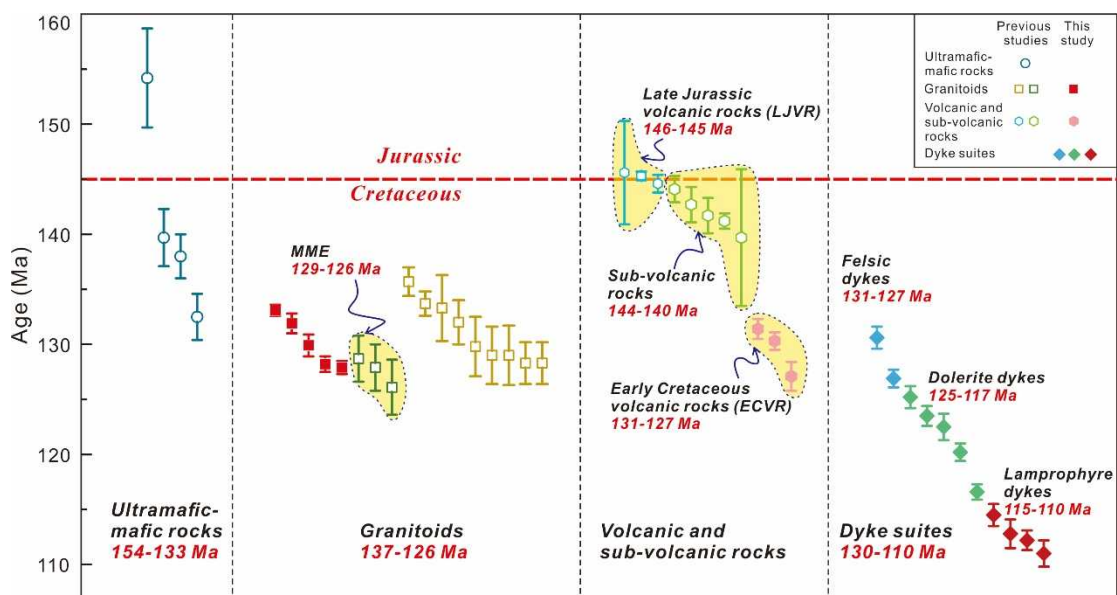 160
150
140
130
120
110
Age (Ma)
Jurassic
Cretaceous
Previous studies
This study
Ultramafic-mafic rocks
Granitoids
Volcanic and sub-volcanic rocks
Dyke suites
Late Jurassic
volcanic rocks (LJVR)
146-145 Ma
MME
129-126 Ma
Sub-volcanic
rocks
144-140 Ma
Early Cretaceous
volcanic rocks (ECVR)
131-127 Ma
Felsic
dykes
131-127 Ma
Dolerite dykes
125-117 Ma
Lamprophyre
dykes
115-110 Ma
Ultramafic-
mafic rocks
154-133 Ma
Granitoids
137-126 Ma
Volcanic and
sub-volcanic rocks
Dyke suites
130-110 Ma